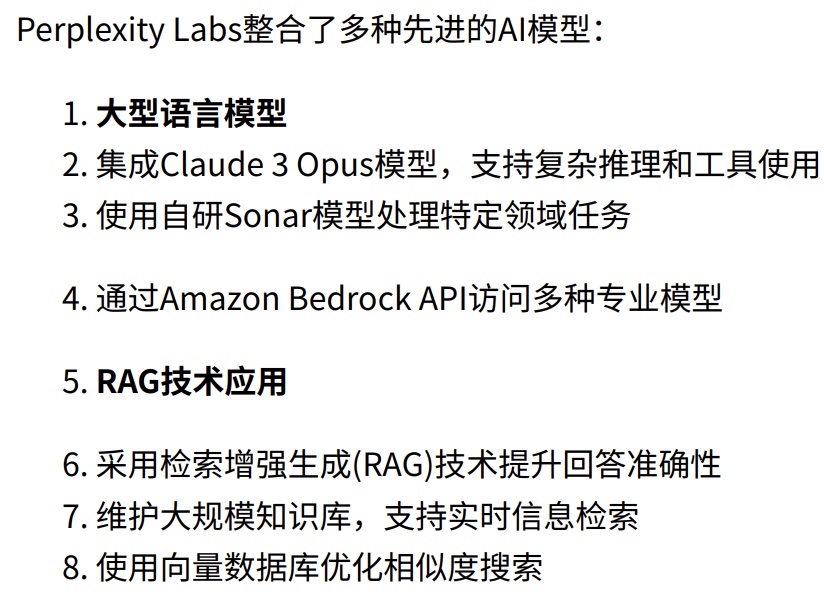 Perplexity Labs整合了多种先进的AI模型：
1. 大型语言模型
2. 集成Claude 3 Opus模型，支持复杂推理和工具使用
3. 使用自研Sonar模型处理特定领域任务
4. 通过Amazon Bedrock API访问多种专业模型
5. RAG技术应用
6. 采用检索增强生成(RAG)技术提升回答准确性
7. 维护大规模知识库，支持实时信息检索
8. 使用向量数据库优化相似度搜索